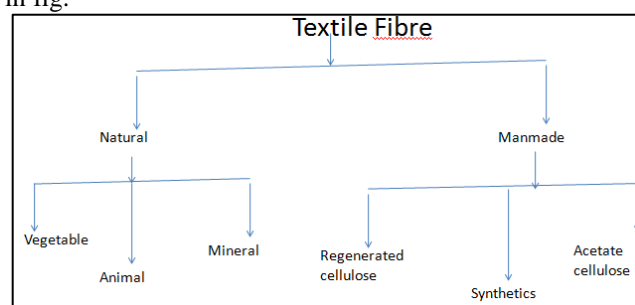 in fig.
Textile Fibre
Natural
Manmade
Vegetable
Animal
Mineral
Regenerated
cellulose
Synthetics
Acetate
cellulose